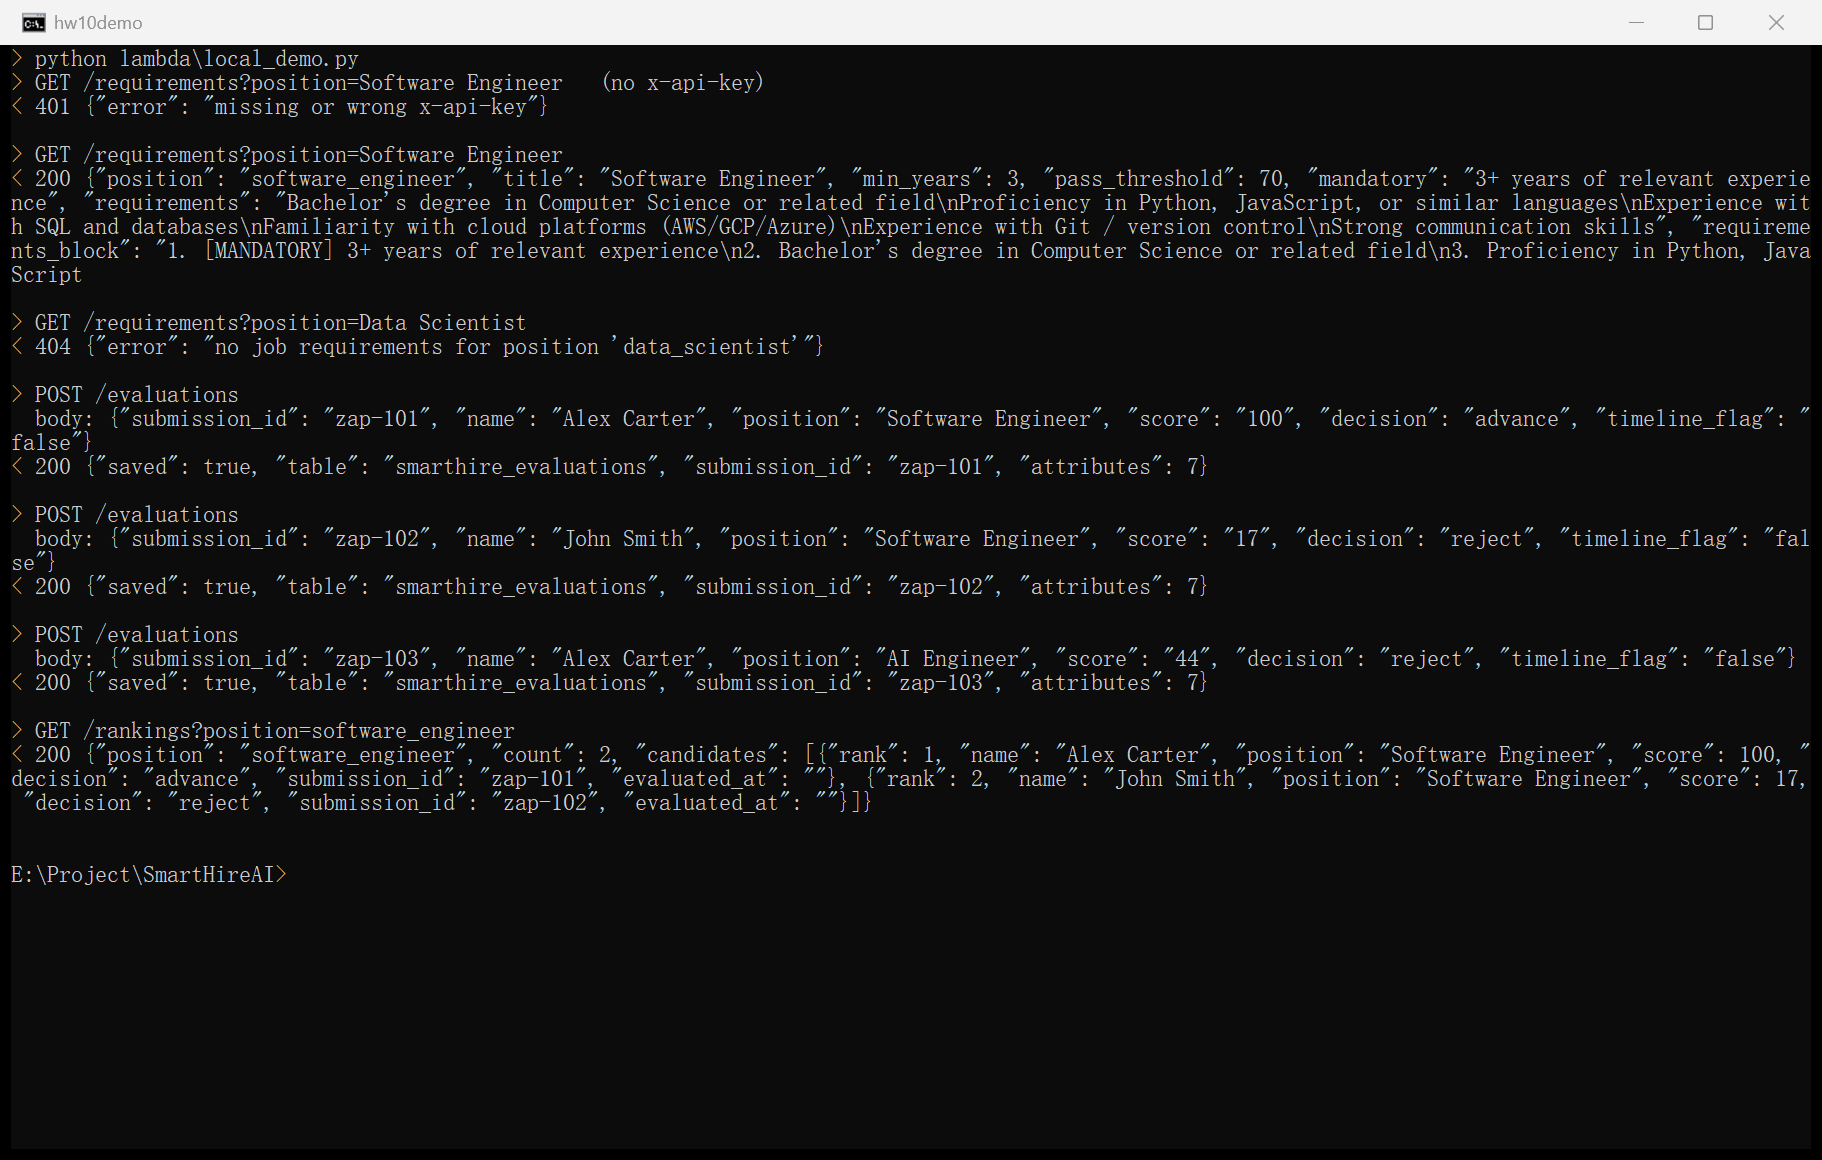 hw10demo
> python lambda\local_demo.py
> GET /requirements?position=Software Engineer   (no x-api-key)
< 401 {"error": "missing or wrong x-api-key"}
> GET /requirements?position=Software Engineer
< 200 {"position": "software_engineer", "title": "Software Engineer", "min_years": 3, "pass_threshold": 70, "mandatory": "3+ years of relevant experie
nce", "requirements": "Bachelor's degree in Computer Science or related field\nProficiency in Python, JavaScript, or similar languages\nExperience wit
h SQL and databases\nFamiliarity with cloud platforms (AWS/GCP/Azure)\nExperience with Git / version control\nStrong communication skills", "requireme
nts_block": "1. [MANDATORY] 3+ years of relevant experience\n2. Bachelor's degree in Computer Science or related field\n3. Proficiency in Python, Java
Script
> GET /requirements?position=Data Scientist
< 404 {"error": "no job requirements for position 'data_scientist'"}
> POST /evaluations
  body: {"submission_id": "zap-101", "name": "Alex Carter", "position": "Software Engineer", "score": "100", "decision": "advance", "timeline_flag": "
false"}
< 200 {"saved": true, "table": "smarthire_evaluations", "submission_id": "zap-101", "attributes": 7}
> POST /evaluations
  body: {"submission_id": "zap-102", "name": "John Smith", "position": "Software Engineer", "score": "17", "decision": "reject", "timeline_flag": "fal
se"}
< 200 {"saved": true, "table": "smarthire_evaluations", "submission_id": "zap-102", "attributes": 7}
> POST /evaluations
  body: {"submission_id": "zap-103", "name": "Alex Carter", "position": "AI Engineer", "score": "44", "decision": "reject", "timeline_flag": "false"}
< 200 {"saved": true, "table": "smarthire_evaluations", "submission_id": "zap-103", "attributes": 7}
> GET /rankings?position=software_engineer
< 200 {"position": "software_engineer", "count": 2, "candidates": [{"rank": 1, "name": "Alex Carter", "position": "Software Engineer", "score": 100, "
decision": "advance", "submission_id": "zap-101", "evaluated_at": ""}, {"rank": 2, "name": "John Smith", "position": "Software Engineer", "score": 17,
 "decision": "reject", "submission_id": "zap-102", "evaluated_at": ""}]}
E:\Project\SmartHireAI>